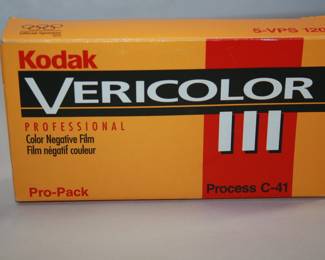 5-VPS 120
Kodak
VERICOLOR
III
PROFESSIONAL
Color Negative Film
Film négatif couleur
Pro-Pack
Process C-41